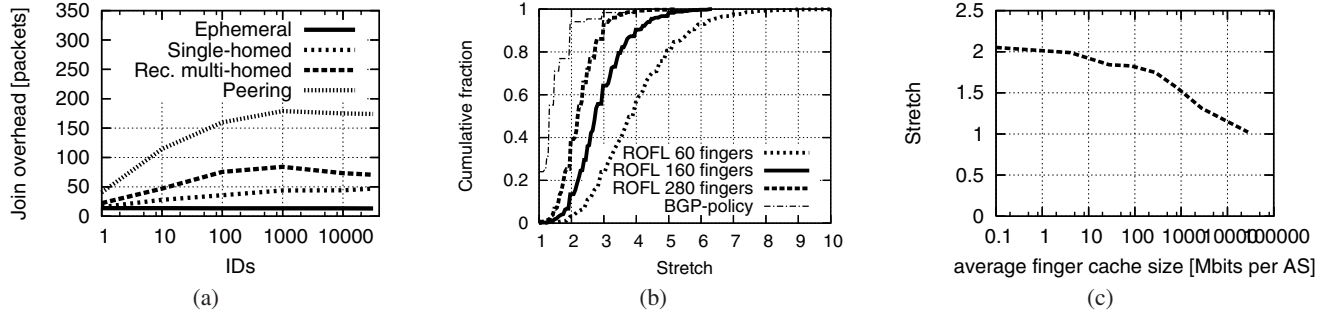 350
300
250
200
150
100
50
0
Join overhead [packets]
Ephemeral
Single-homed
Rec. multi-homed
Peering
1 10 100 1000 10000
IDs
(a)
1
0.8
0.6
0.4
0.2
0
Cumulative fraction
ROFL 60 fingers
ROFL 160 fingers
ROFL 280 fingers
BGP-policy
1 2 3 4 5 6 7 8 9 10
Stretch
(b)
2.5
2
1.5
1
0.5
0
Stretch
0.1 1 10 100 1000 10000 100000
average finger cache size [Mbits per AS]
(c)